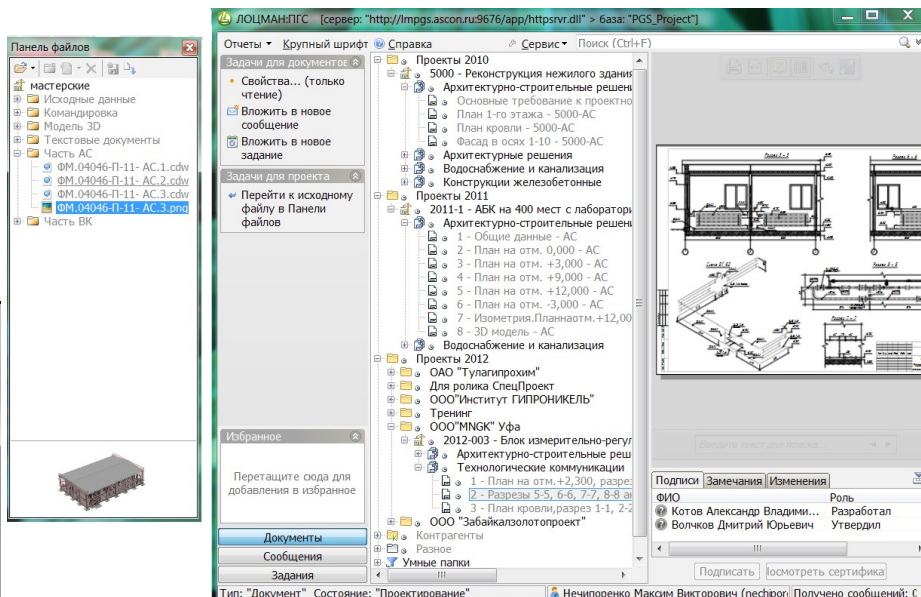 ЛОЦМАН:ПГС [сервер: "http://lmpgs.ascon.ru:9676/app/httpsrvr.dll" > база: "PGS_Project"]
Панель файлов
мастерские
Исходные данные
Командировка
Модель 3D
Текстовые документы
Часть АС
ФМ.04046-П-11- АС.1.cdw
ФМ.04046-П-11- АС.2.cdw
ФМ.04046-П-11- АС.3.cdw
ФМ.04046-П-11- АС.3.png
Часть ВК
Отчеты Крупный шрифт Справка Сервис Поиск (Ctrl+F)
Задачи для документов
Свойства... (только
чтение)
Вложить в новое
сообщение
Вложить в новое
задание
Задачи для проекта
Перейти к исходному
файлу в Панели
файлов
Избранное
Перетащите сюда для
добавления в избранное
Документы
Сообщения
Задания
Проекты 2010
5000 - Реконструкция нежилого здания
Архитектурно-строительные решени
Основные требование к проектно
План 1-го этажа - 5000-АС
План кровли - 5000-АС
Фасад в осях 1-10 - 5000-АС
Архитектурные решения
Водоснабжение и канализация
Конструкции железобетонные
Проекты 2011
2011-1 - АБК на 400 мест с лаборатори
Архитектурно-строительные решени
1 - Общие данные - АС
2 - План на отм. 0,000 - АС
3 - План на отм. +3,000 - АС
4 - План на отм. +9,000 - АС
5 - План на отм. +12,000 - АС
6 - План на отм. -3,000 - АС
7 - Изометрия.Планнаотм.+12,00
8 - 3D модель - АС
Водоснабжение и канализация
Проекты 2012
ОАО "Тулагипрохим"
Для ролика СпецПроект
ООО"Институт ГИПРОНИКЕЛЬ"
Тренинг
ООО"MNGK" Уфа
2012-003 - Блок измерительно-регул
Архитектурно-строительные реш
Технологические коммуникации
1 - План на отм.+2,300, разрез
2 - Разрезы 5-5, 6-6, 7-7, 8-8 а
3 - План кровли,разрез 1-1, 2-2
ООО "Забайкалзолотопроект"
Контрагенты
Разное
Умные папки
Введите текст для поиска...
Подписи Замечания Изменения
ФИО Роль
Котов Александр Владими... Разработал
Волчков Дмитрий Юрьевич Утвердил
Подписать Посмотреть сертифика
Тип: "Документ" Состояние: "Проектирование" Нечипоренко Максим Викторович (nechipor Получено сообщений: